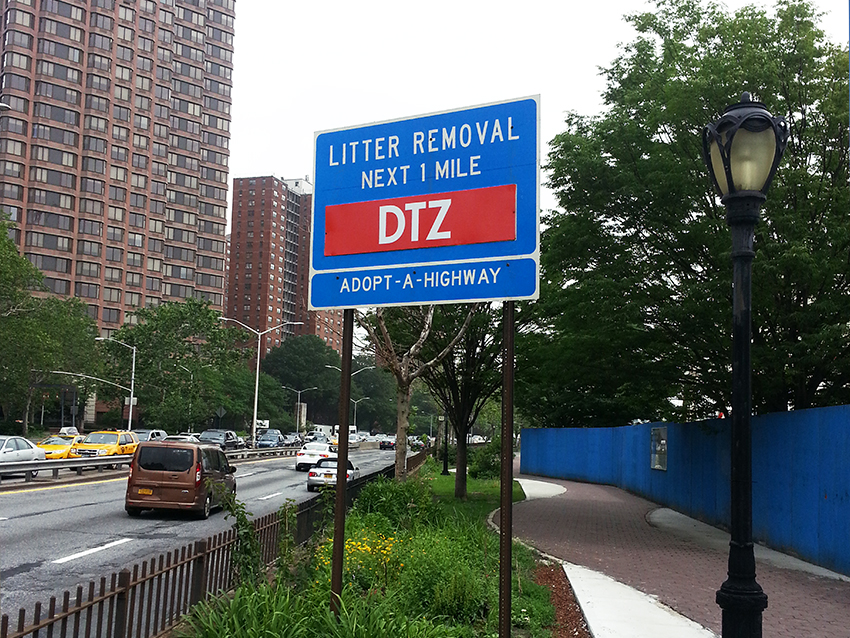 LITTER REMOVAL
NEXT 1 MILE
DTZ
ADOPT-A-HIGHWAY